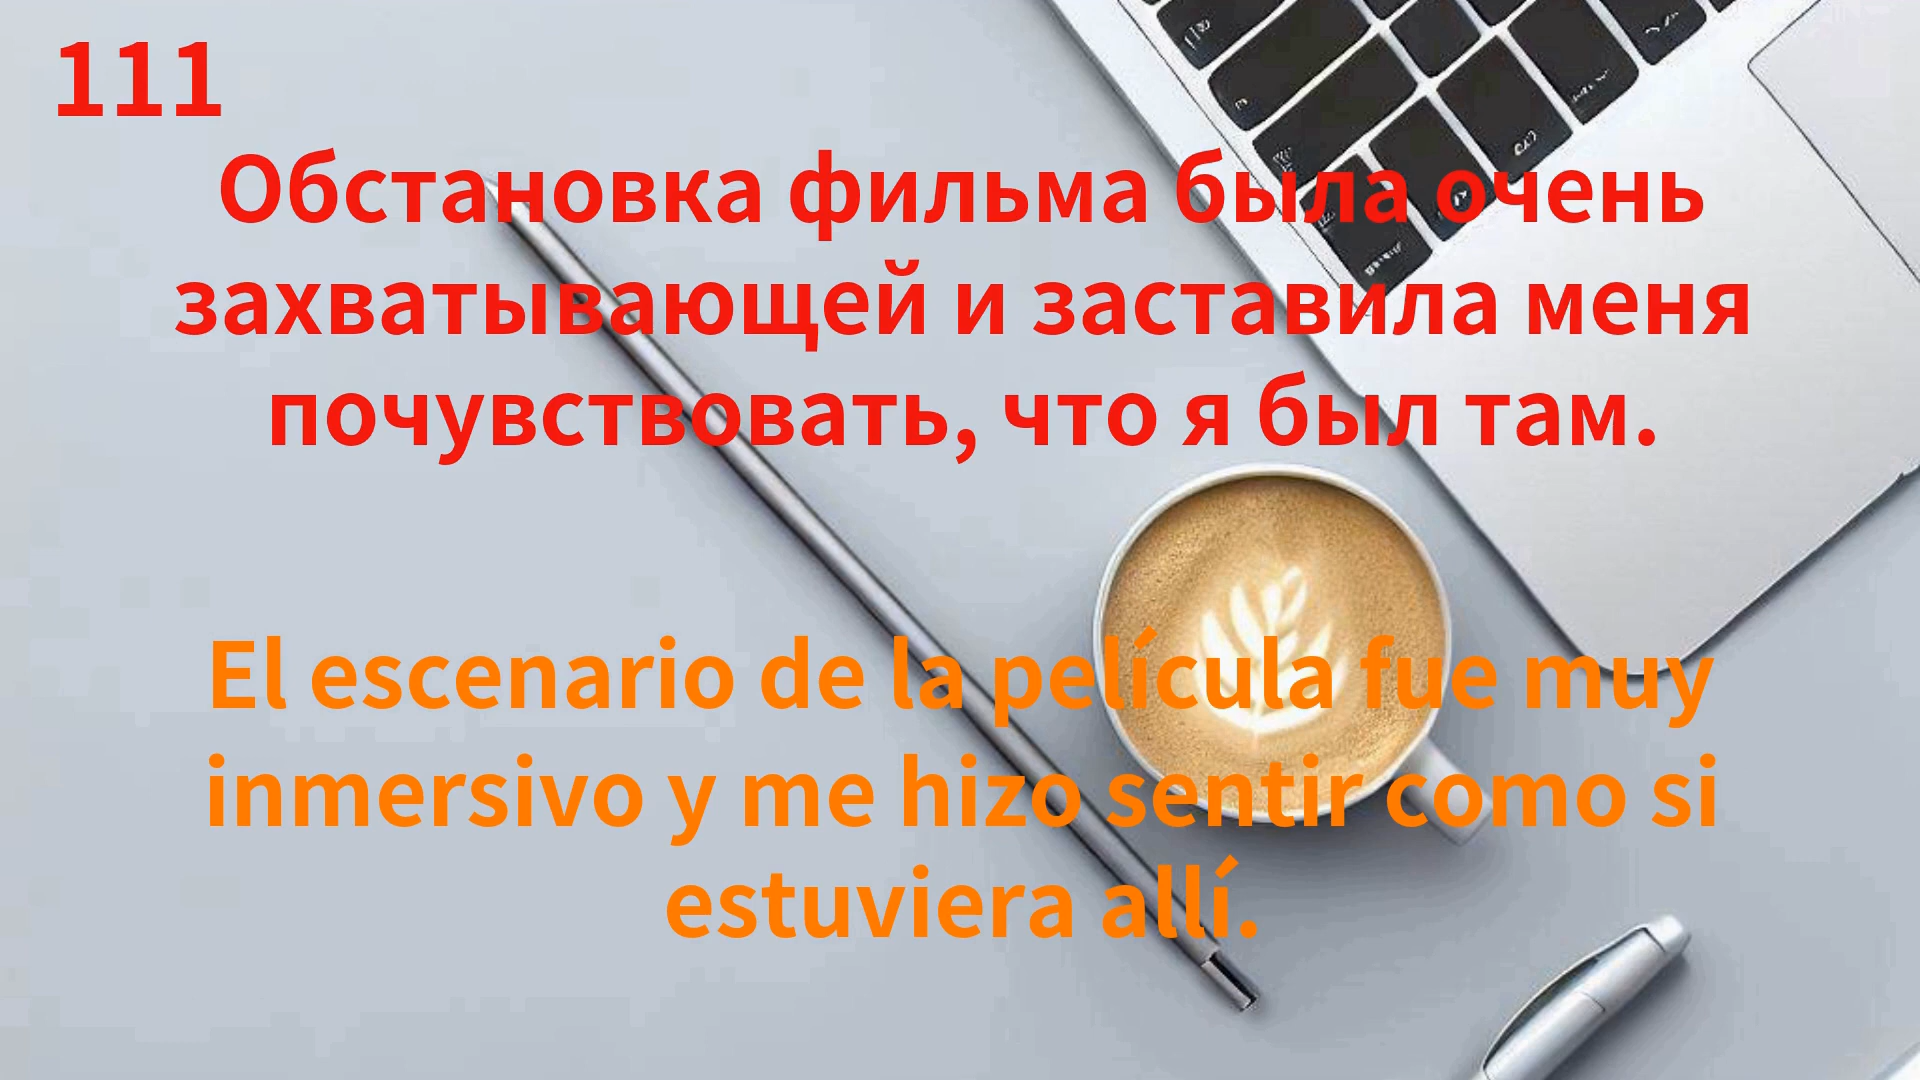 111
Обстановка фильма была очень
захватывающей и заставила меня
почувствовать, что я был там.
El escenario de la película fue muy
inmersivo y me hizo sentir como si
estuviera allí.